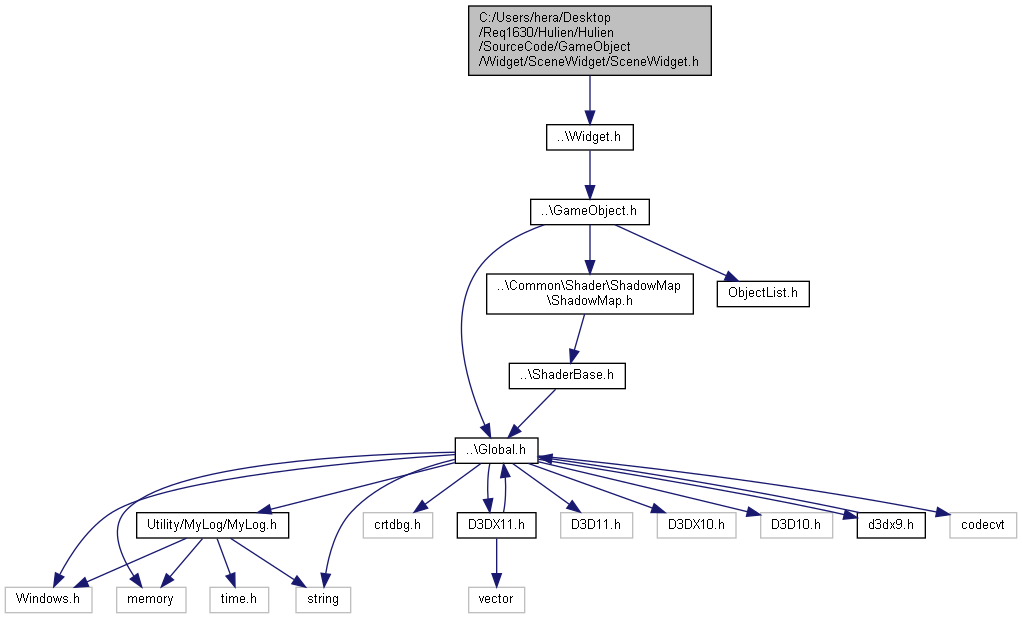 C:/Users/hera/Desktop
/Req1630/Hulien/Hulien
/SourceCode/GameObject
/Widget/SceneWidget/SceneWidget.h
..\Widget.h
..\GameObject.h
..\Common\Shader\ShadowMap
\ShadowMap.h
ObjectList.h
..\ShaderBase.h
..\Global.h
Utility/MyLog/MyLog.h
crtdbg.h
D3DX11.h
D3D11.h
D3DX10.h
D3D10.h
d3dx9.h
codecvt
Windows.h
memory
time.h
string
vector